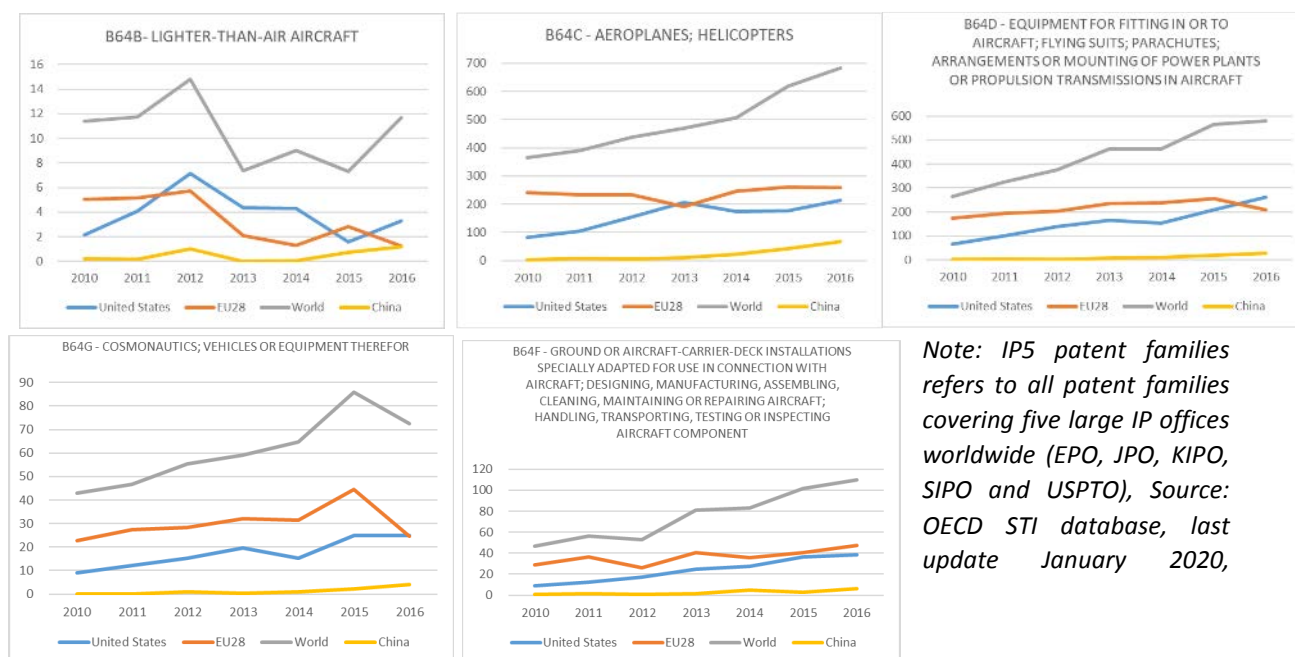 B64B- LIGHTER-THAN-AIR AIRCRAFT
16
14
12
10
8
6
4
2
0
2010 2011 2012 2013 2014 2015 2016
United States EU28 World China
B64C - AEROPLANES; HELICOPTERS
700
600
500
400
300
200
100
0
2010 2011 2012 2013 2014 2015 2016
United States EU28 World China
B64D - EQUIPMENT FOR FITTING IN OR TO
AIRCRAFT; FLYING SUITS; PARACHUTES;
ARRANGEMENTS OR MOUNTING OF POWER PLANTS
OR PROPULSION TRANSMISSIONS IN AIRCRAFT
600
500
400
300
200
100
0
2010 2011 2012 2013 2014 2015 2016
United States EU28 World China
B64G - COSMONAUTICS; VEHICLES OR EQUIPMENT THEREFOR
90
80
70
60
50
40
30
20
10
0
2010 2011 2012 2013 2014 2015 2016
United States EU28 World China
B64F - GROUND OR AIRCRAFT-CARRIER-DECK INSTALLATIONS
SPECIALLY ADAPTED FOR USE IN CONNECTION WITH
AIRCRAFT; DESIGNING, MANUFACTURING, ASSEMBLING,
CLEANING, MAINTAINING OR REPAIRING AIRCRAFT;
HANDLING, TRANSPORTING, TESTING OR INSPECTING
AIRCRAFT COMPONENT
120
100
80
60
40
20
0
2010 2011 2012 2013 2014 2015 2016
United States EU28 World China
Note: IP5 patent families
refers to all patent families
covering five large IP offices
worldwide (EPO, JPO, KIPO,
SIPO and USPTO), Source:
OECD STI database, last
update January 2020,